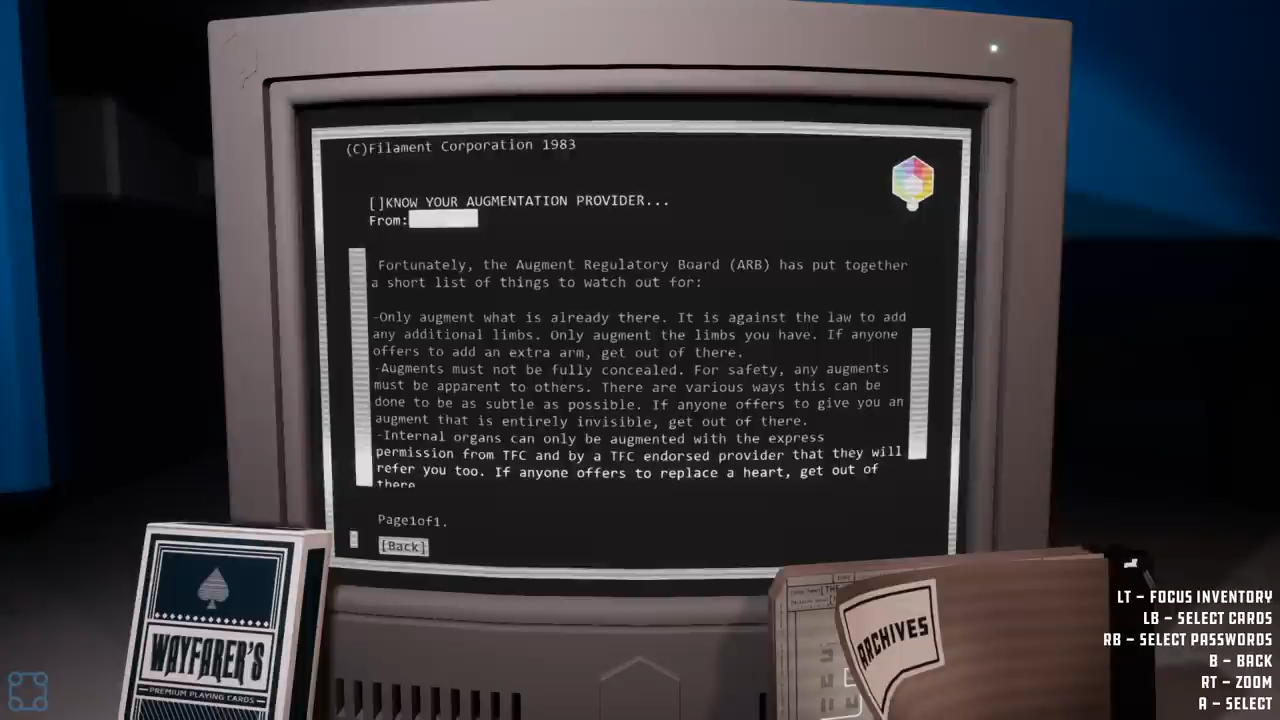 (C)Filament Corporation 1983
[]KNOW YOUR AUGMENTATION PROVIDER...
From:
Fortunately, the Augment Regulatory Board (ARB) has put together
a short list of things to watch out for:
-Only augment what is already there. It is against the law to add
any additional limbs. Only augment the limbs you have. If anyone
offers to add an extra arm, get out of there.
-Augments must not be fully concealed. For safety, any augments
must be apparent to others. There are various ways this can be
done to be as subtle as possible. If anyone offers to give you an
augment that is entirely invisible, get out of there.
-Internal organs can only be augmented with the express
permission from TFC and by a TFC endorsed provider that they will
refer you too. If anyone offers to replace a heart, get out of
there
Page1of1.
[Back]
WAYFARER'S
PREMIUM PLAYING CARDS
ARCHIVES
LT - FOCUS INVENTORY
LB - SELECT CARDS
RB - SELECT PASSWORDS
B - BACK
RT - ZOOM
A - SELECT